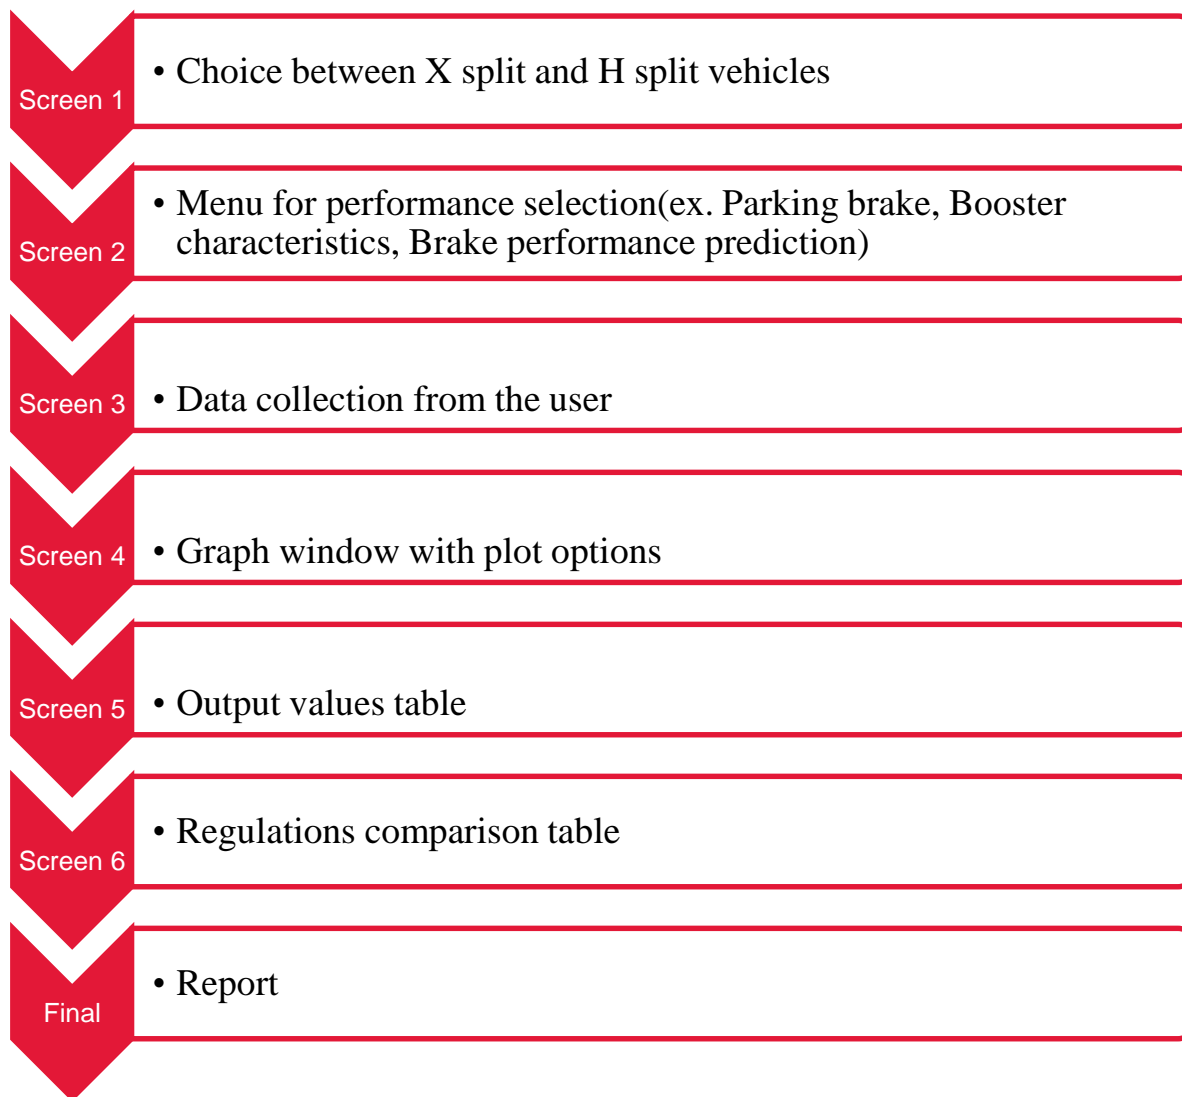 Screen 1
• Choice between X split and H split vehicles
Screen 2
• Menu for performance selection(ex. Parking brake, Booster
characteristics, Brake performance prediction)
Screen 3
• Data collection from the user
Screen 4
• Graph window with plot options
Screen 5
• Output values table
Screen 6
• Regulations comparison table
Final
• Report